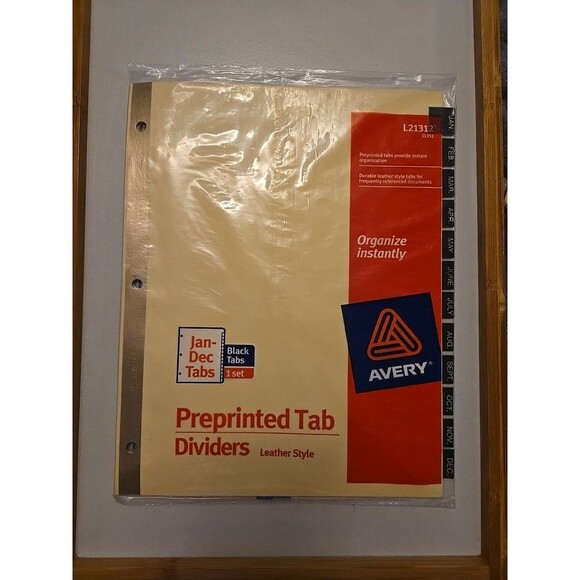 L21312
11351
Preprinted tabs provide instant
organization
Durable leather style tabs for
frequently referenced documents
Organize
instantly
AVERY
Jan-
Dec
Tabs
Black
Tabs
1 set
Preprinted Tab
Dividers Leather Style
JAN.
FEB.
MAR.
APR.
MAY
JUNE
JULY
AUG.
SEPT.
OCT.
NOV.
DEC.